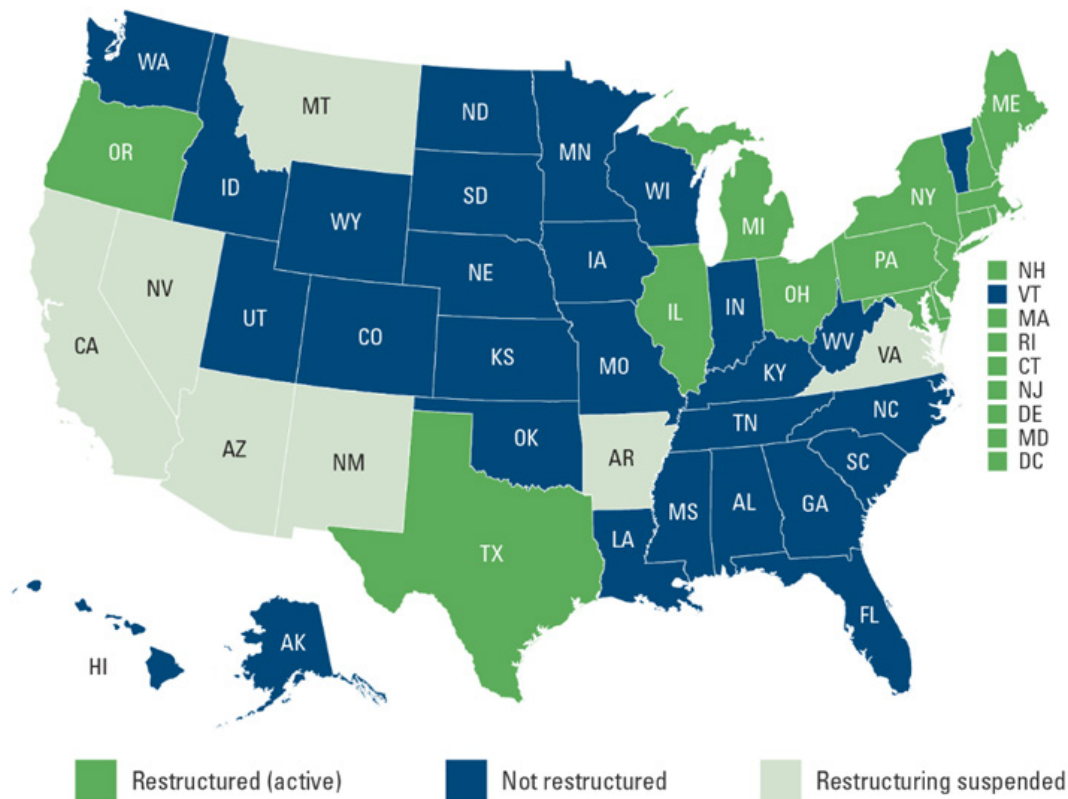 WA
MT
ND
MN
ME
OR
ID
SD
WI
NY
WY
MI
IA
PA
NE
NH
NV
IL
IN
OH
VT
UT
CO
MA
CA
KS
MO
WV
VA
RI
KY
CT
NC
NJ
TN
DE
OK
AZ
NM
AR
SC
MD
DC
MS
AL
GA
LA
TX
FL
AK
HI
Restructured (active)
Not restructured
Restructuring suspended